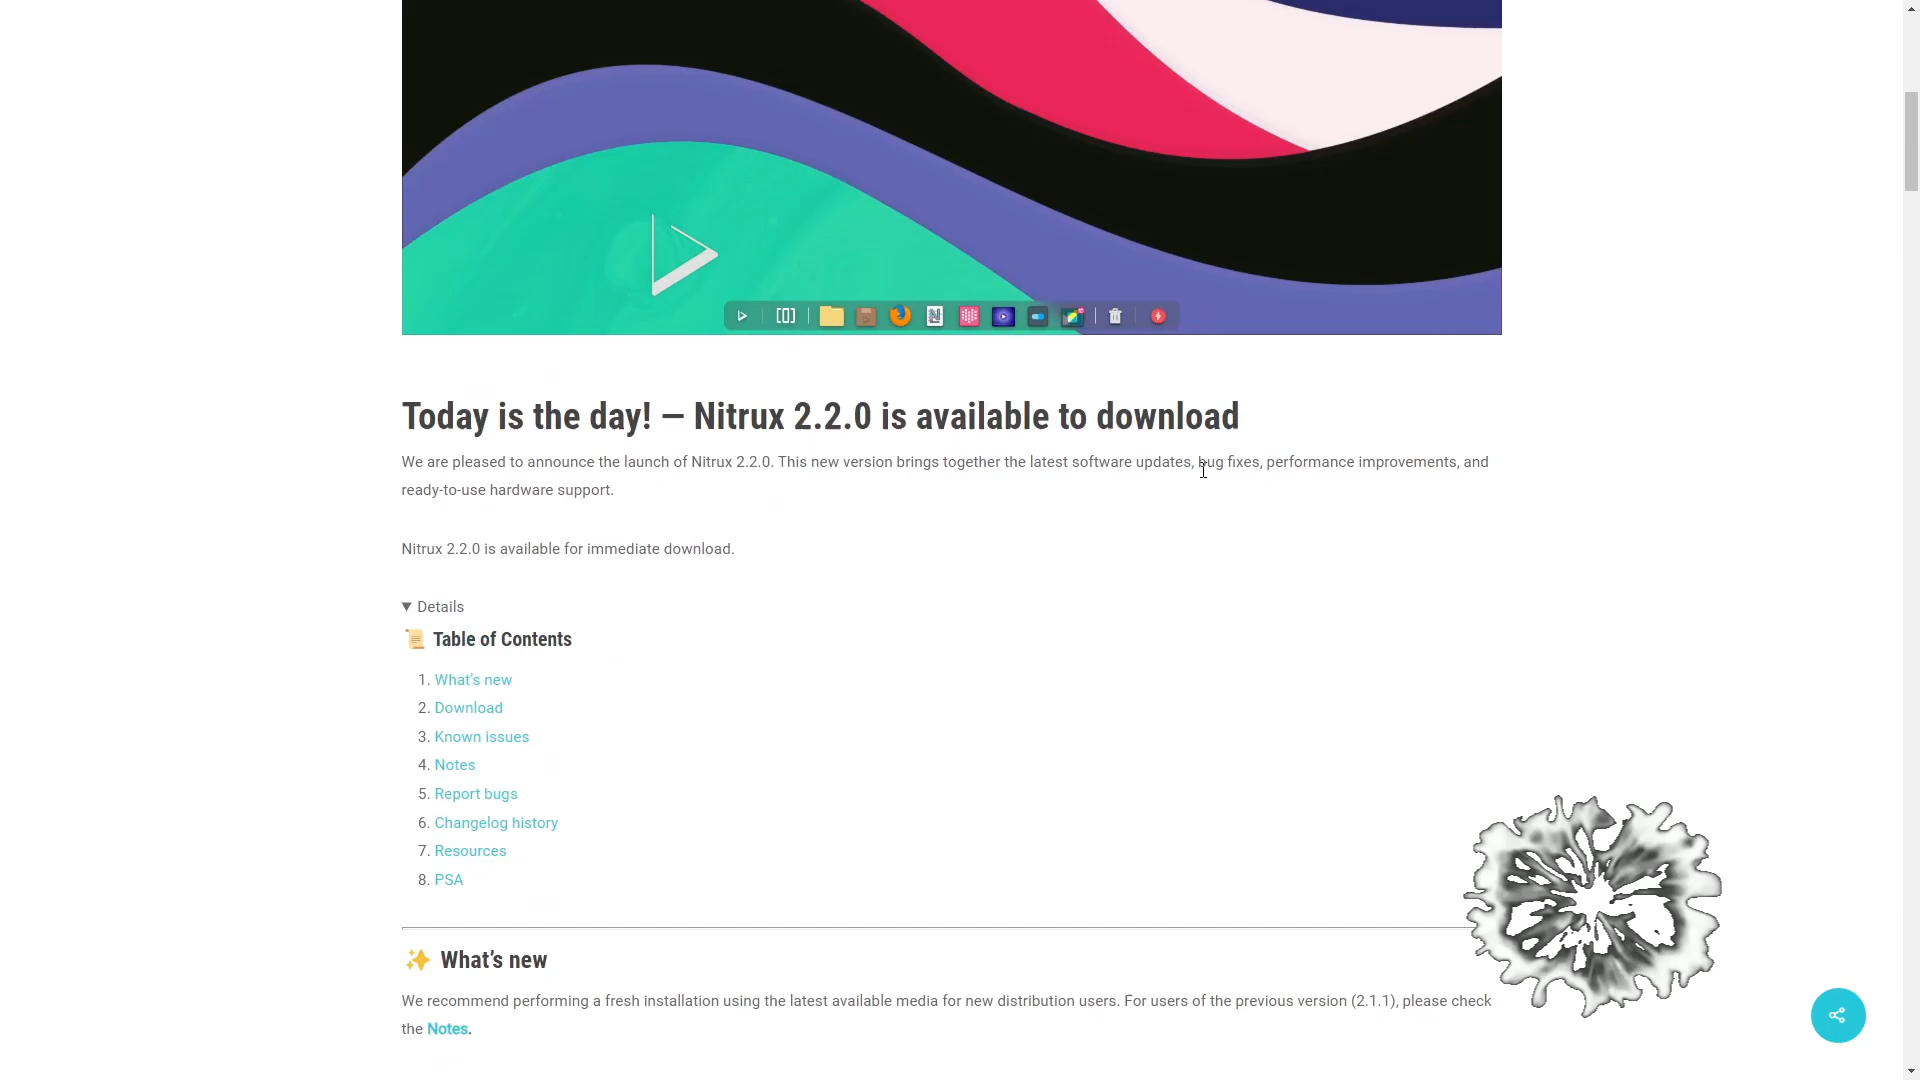 Today is the day! — Nitrux 2.2.0 is available to download
We are pleased to announce the launch of Nitrux 2.2.0. This new version brings together the latest software updates, bug fixes, performance improvements, and
ready-to-use hardware support.
Nitrux 2.2.0 is available for immediate download.
▼ Details
📜 Table of Contents
1. What’s new
2. Download
3. Known issues
4. Notes
5. Report bugs
6. Changelog history
7. Resources
8. PSA
✨ What’s new
We recommend performing a fresh installation using the latest available media for new distribution users. For users of the previous version (2.1.1), please check
the Notes.